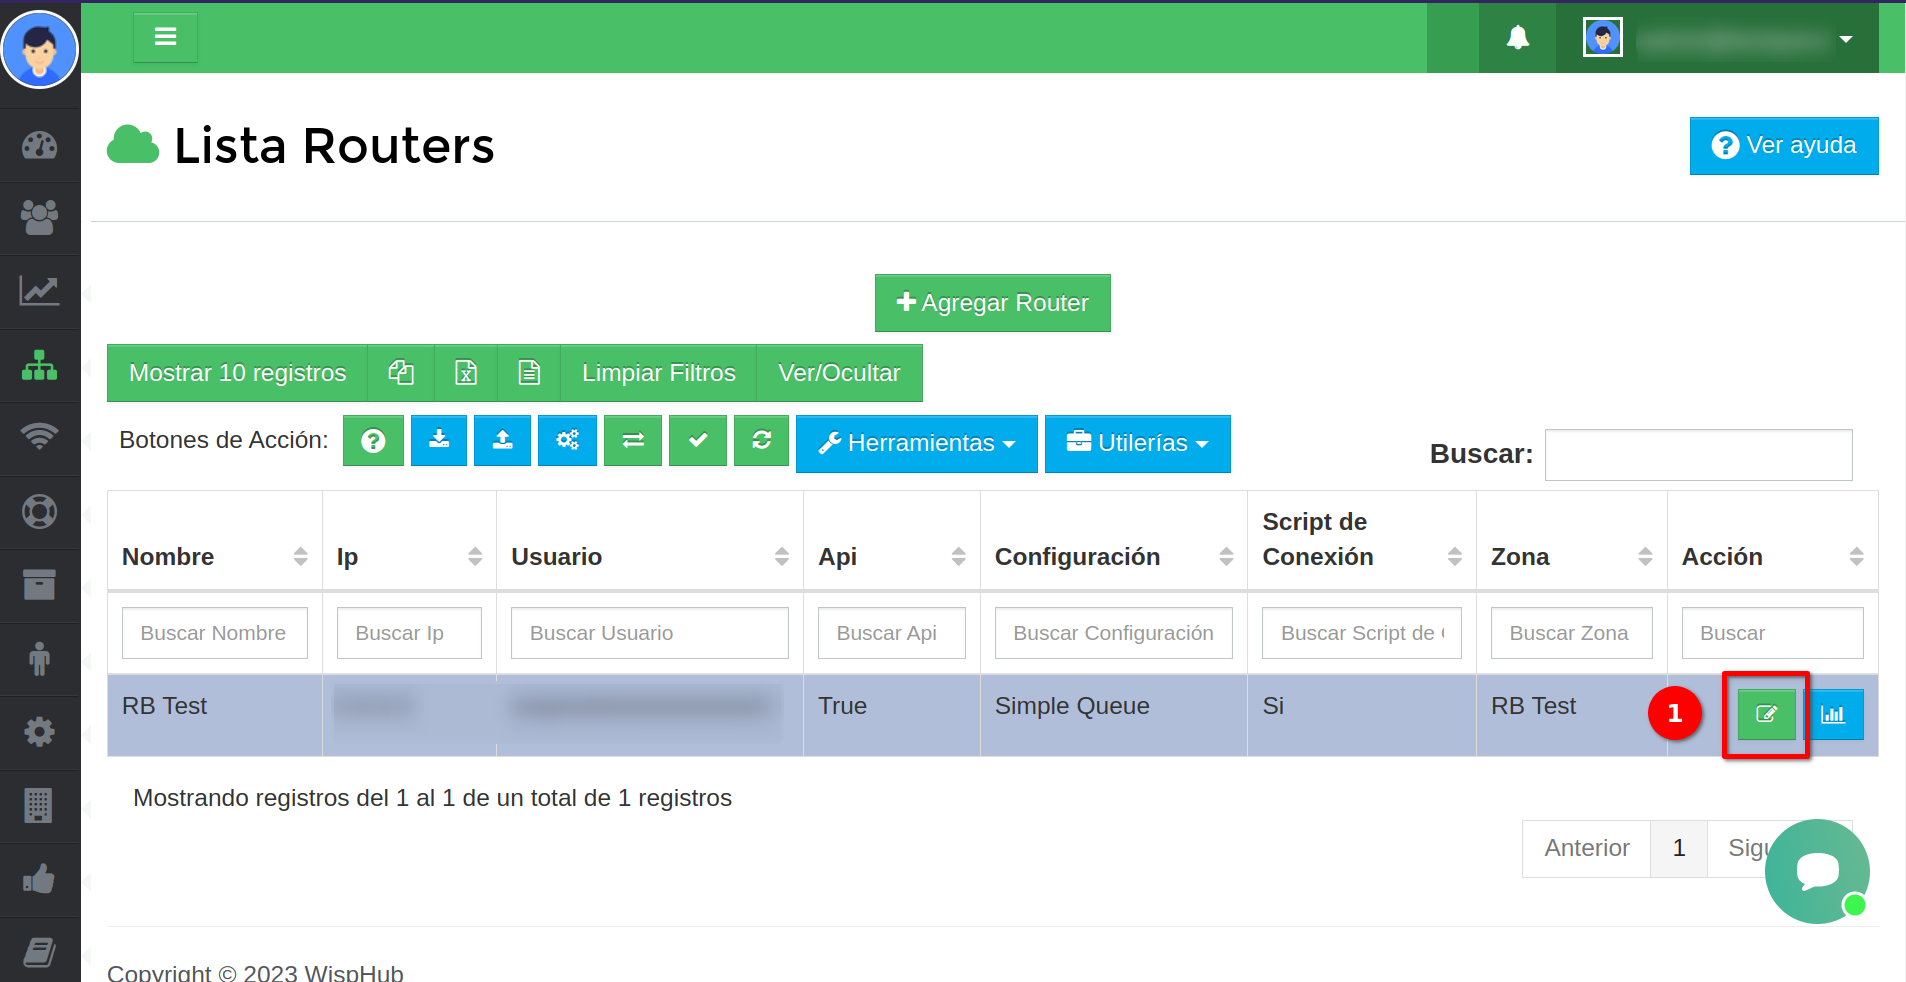 Lista Routers
Ver ayuda
Agregar Router
Mostrar 10 registros Limpiar Filtros Ver/Ocultar
Botones de Acción: Herramientas Utilerías
Buscar:
Nombre Ip Usuario Api Configuración Script de Conexión Zona Acción
Buscar Nombre Buscar Ip Buscar Usuario Buscar Api Buscar Configuración Buscar Script de Buscar Zona Buscar
RB Test True Simple Queue Si RB Test 1
Mostrando registros del 1 al 1 de un total de 1 registros
Anterior 1 Sigu
Copyright © 2023 WispHub